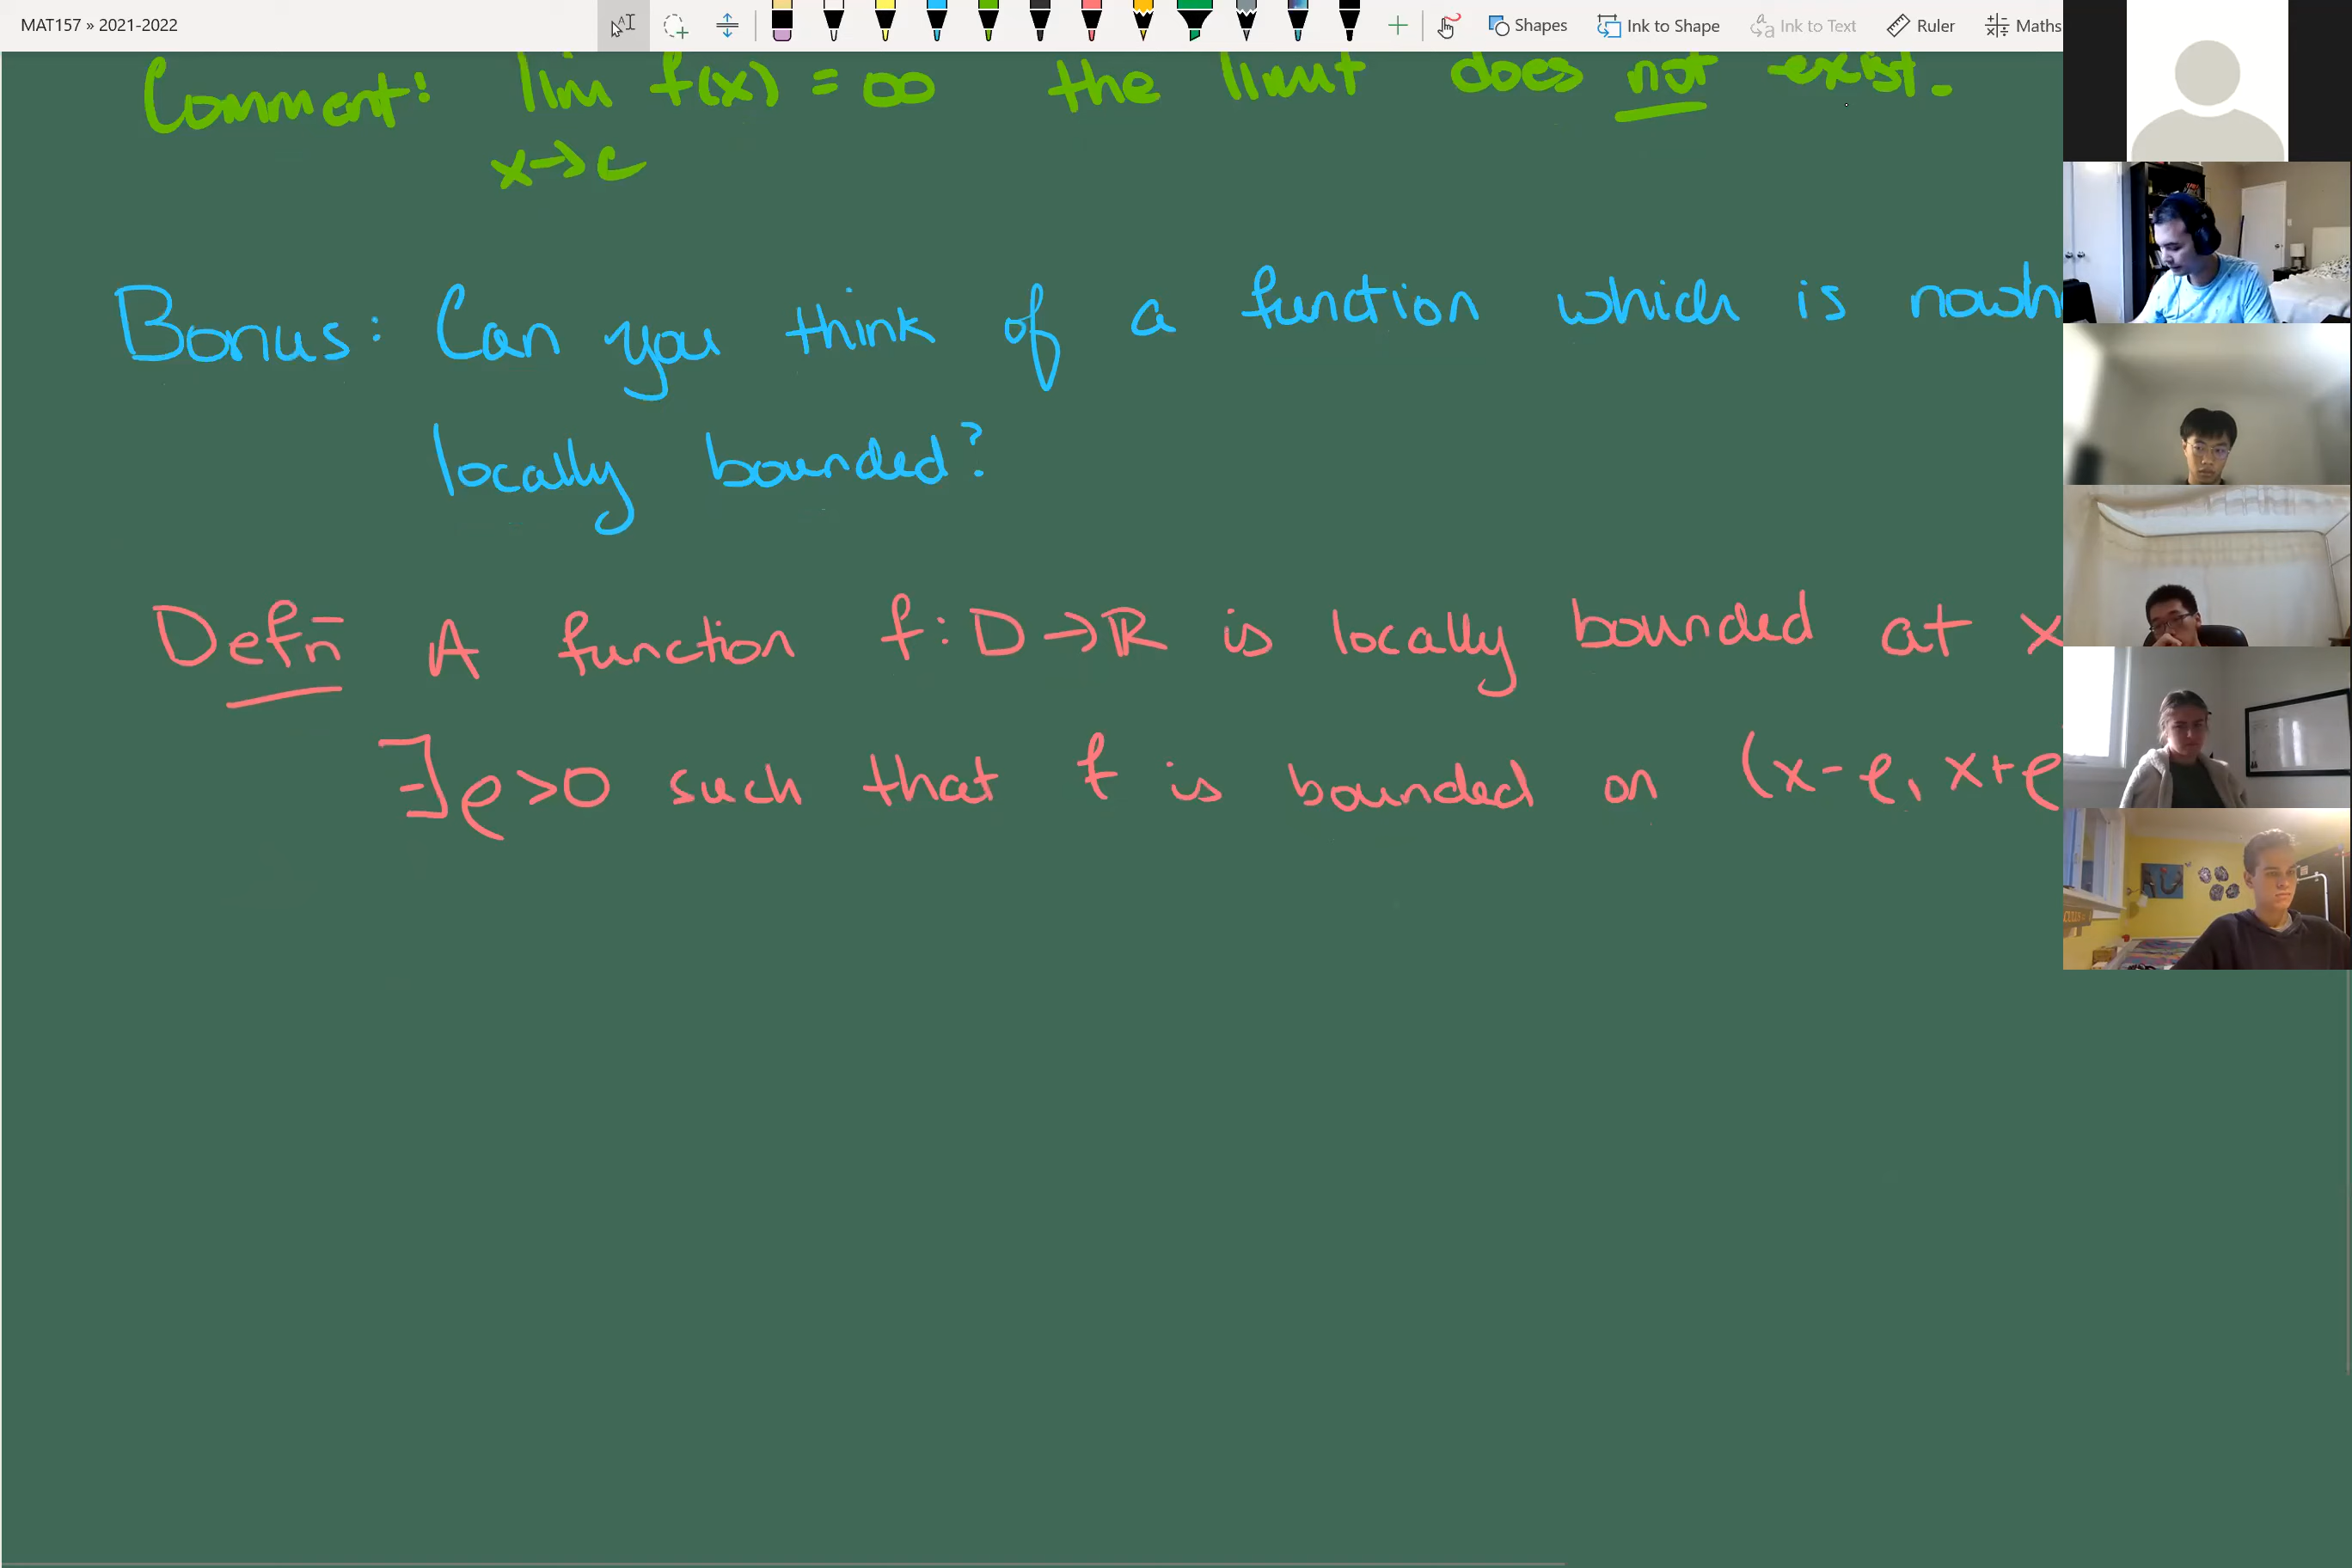 MAT157 » 2021-2022
Shapes Ink to Shape Ink to Text Ruler Maths
Comment: lim f(x) = ∞ the limit does not exist.
x→c
Bonus: Can you think of a function which is nowh
locally bounded?
Defn A function f: D→ℝ is locally bounded at x
∃ρ>0 such that f is bounded on (x-ρ, x+ρ